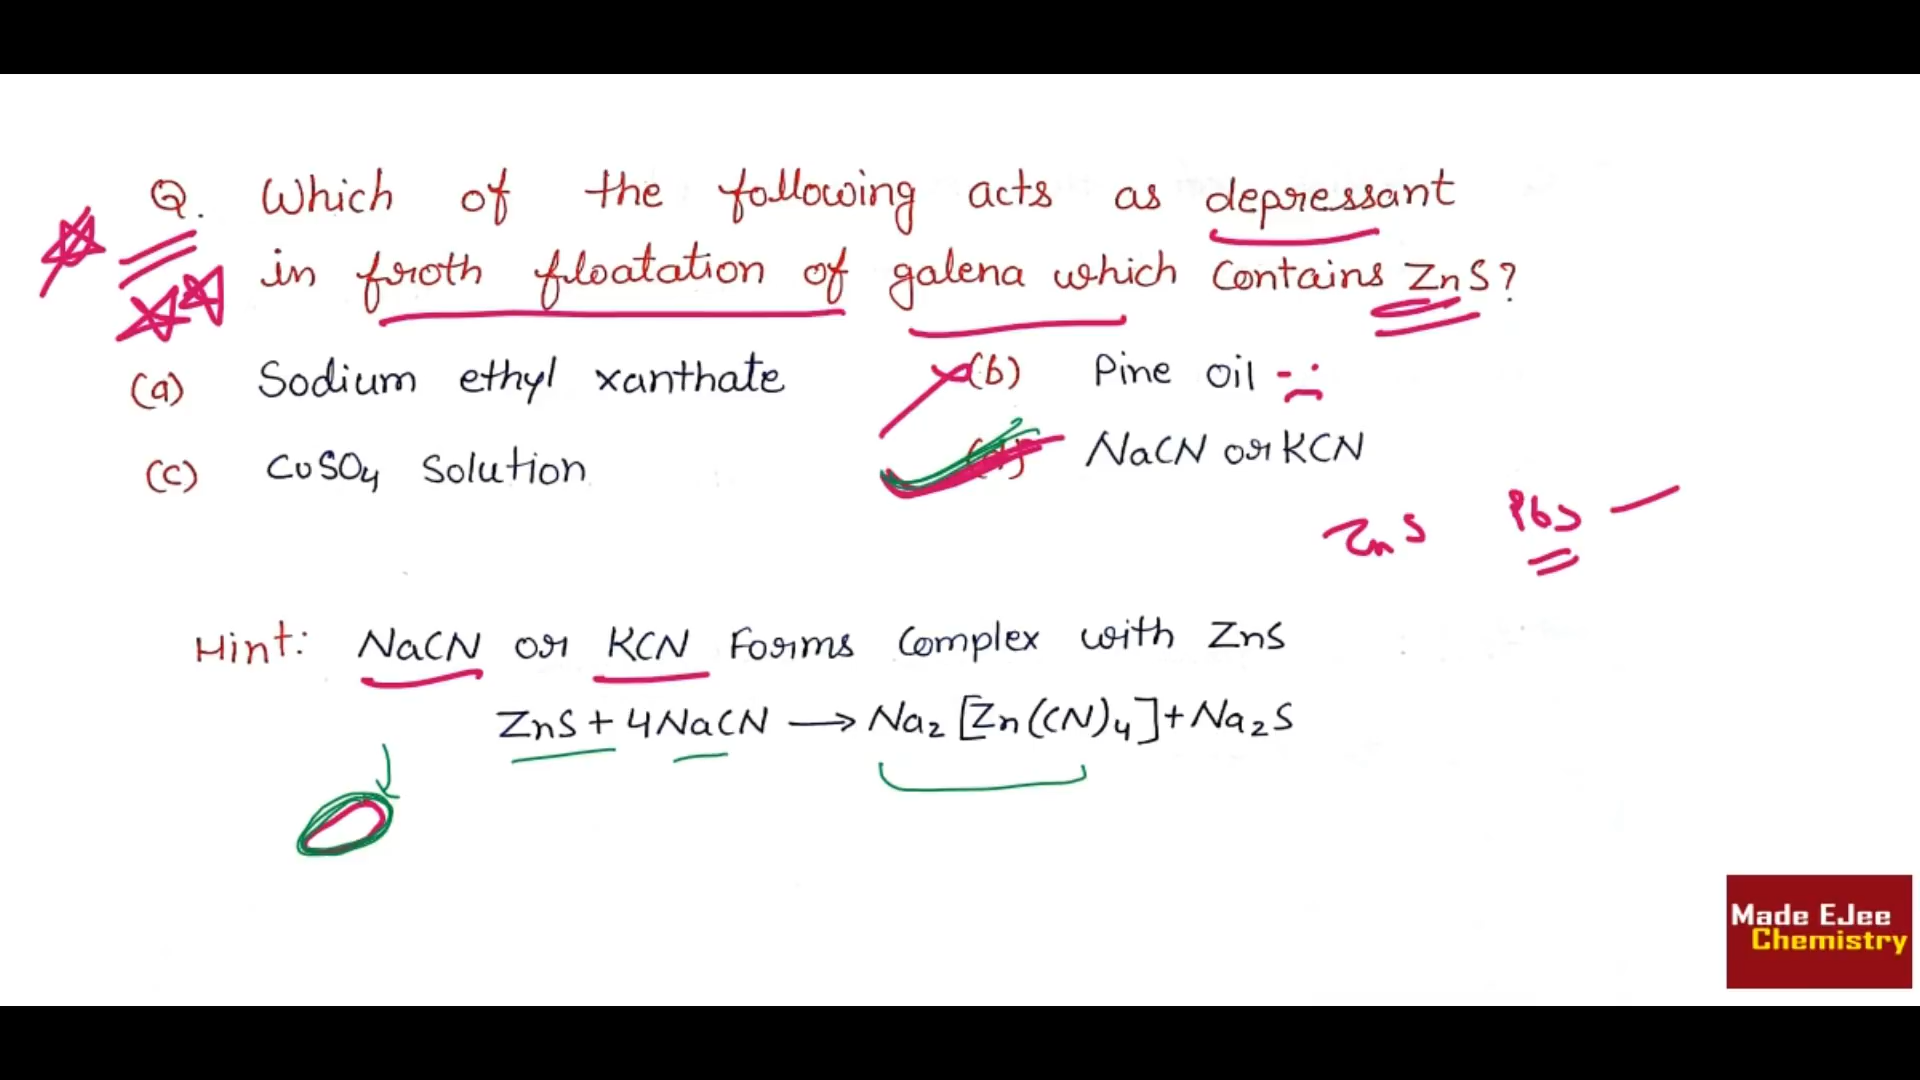 Q. Which of the following acts as depressant
in froth floatation of galena which contains ZnS?
(a) Sodium ethyl xanthate (b) Pine oil
(c) CuSO4 Solution (d) NaCN or KCN
ZnS PbS
Hint: NaCN or KCN Forms Complex with ZnS
ZnS + 4NaCN → Na2 [Zn(CN)4] + Na2S
Made EJee
Chemistry